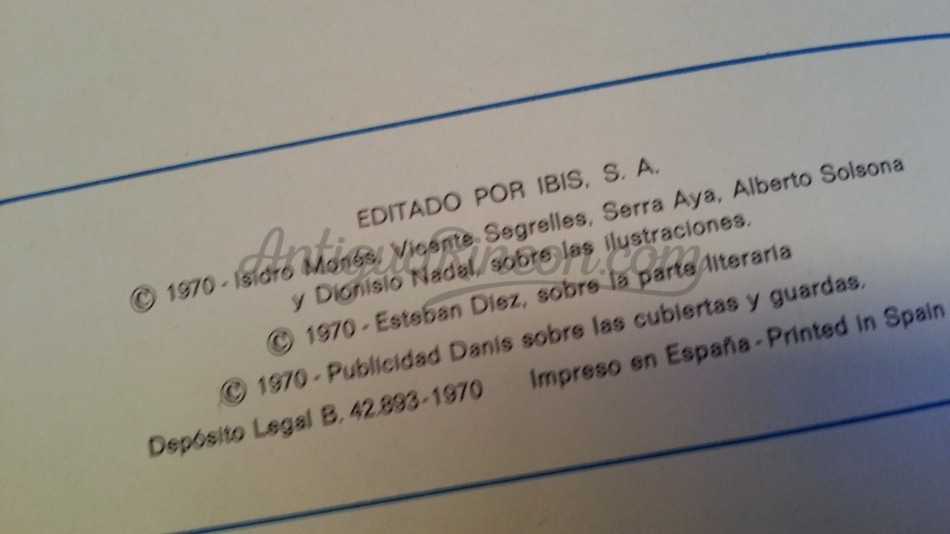 EDITADO POR IBIS, S. A.
© 1970 - Isidro Monés, Vicente Segrelles, Serra Aya, Alberto Solsona
y Dionisio Nadal, sobre las ilustraciones.
© 1970 - Esteban Díez, sobre la parte literaria
© 1970 - Publicidad Danis sobre las cubiertas y guardas.
Depósito Legal B. 42.893-1970 Impreso en España - Printed in Spain
AntiguoRincon.com